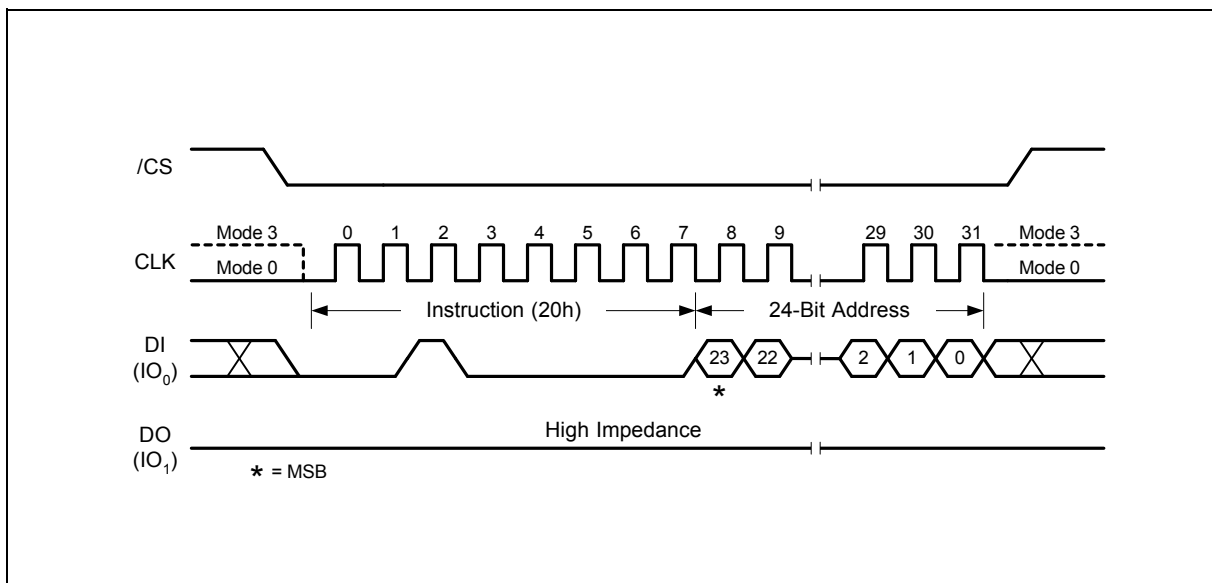 /CS
Mode 3 0 1 2 3 4 5 6 7 8 9 29 30 31 Mode 3
CLK
Mode 0 Mode 0
Instruction (20h) 24-Bit Address
DI
(IO₀)
23 22 2 1 0
*
High Impedance
DO
(IO₁)
* = MSB